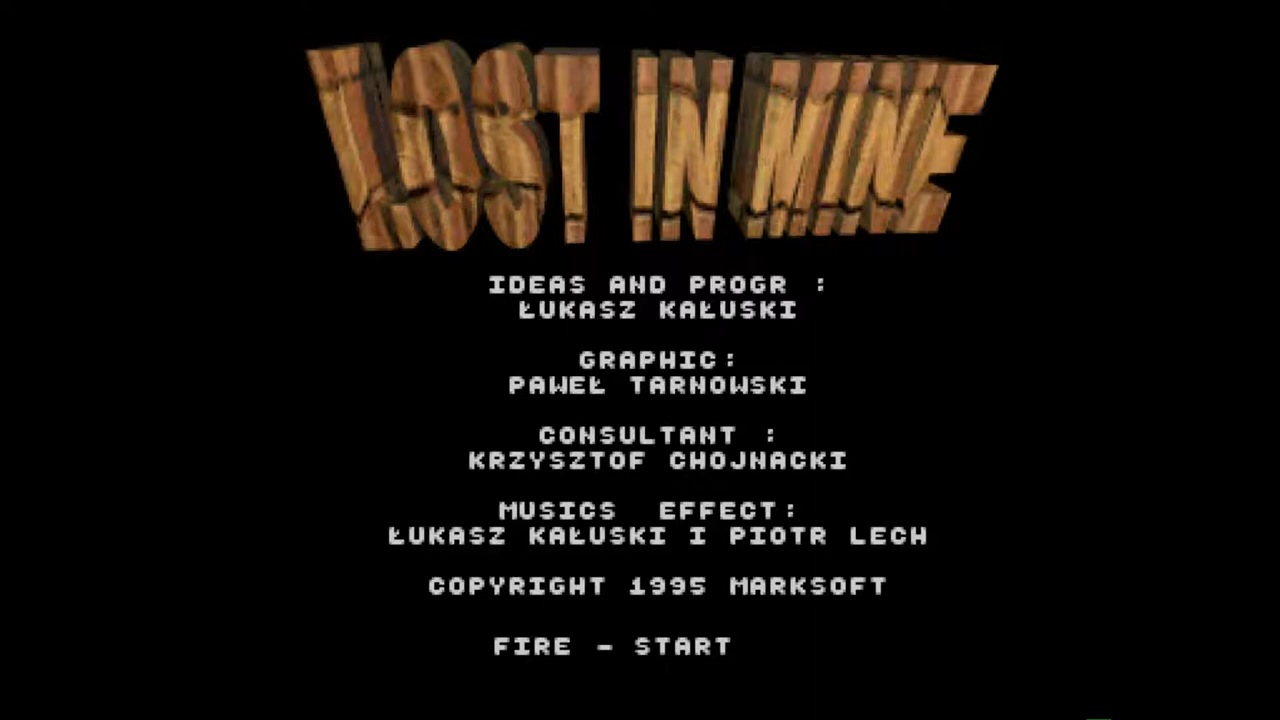 LOST IN MINE
IDEAS AND PROGR :
ŁUKASZ KAŁUSKI
GRAPHIC:
PAWEŁ TARNOWSKI
CONSULTANT :
KRZYSZTOF CHOJNACKI
MUSICS EFFECT:
ŁUKASZ KAŁUSKI I PIOTR LECH
COPYRIGHT 1995 MARKSOFT
FIRE - START